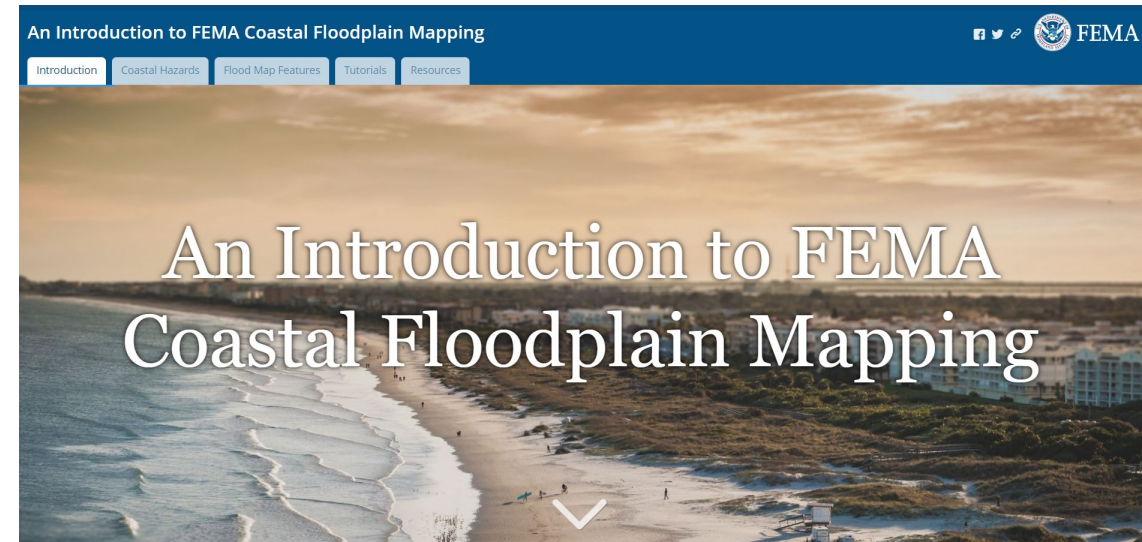 An Introduction to FEMA Coastal Floodplain Mapping
FEMA
Introduction
Coastal Hazards
Flood Map Features
Tutorials
Resources
An Introduction to FEMA
Coastal Floodplain Mapping